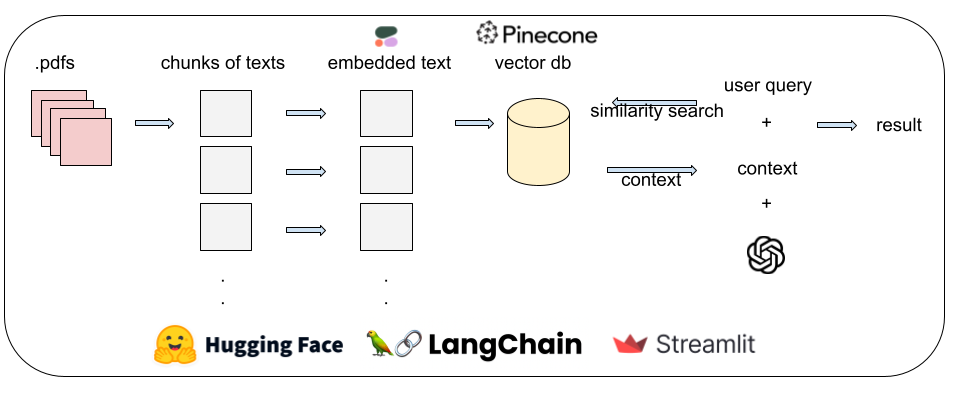 Pinecone
.pdfs
chunks of texts
embedded text
vector db
user query
similarity search
+
result
context
context
+
.
.
.
.
Hugging Face
LangChain
Streamlit